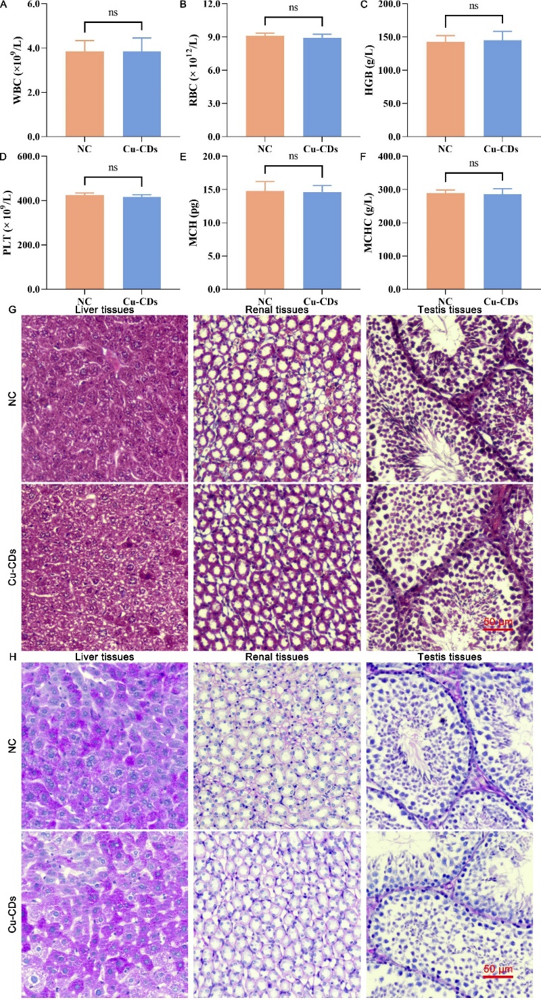 A
WBC (×10⁹/L)
6.0
4.0
2.0
0.0
ns
NC
Cu-CDs
B
RBC (× 10¹²/L)
12.0
9.0
6.0
3.0
0.0
ns
NC
Cu-CDs
C
HGB (g/L)
200.0
150.0
100.0
50.0
0.0
ns
NC
Cu-CDs
D
PLT (× 10⁹/L)
600.0
400.0
200.0
0.0
ns
NC
Cu-CDs
E
MCH (pg)
20.0
15.0
10.0
5.0
0.0
ns
NC
Cu-CDs
F
MCHC (g/L)
400.0
300.0
200.0
100.0
0.0
ns
NC
Cu-CDs
G
Liver tissues
Renal tissues
Testis tissues
NC
Cu-CDs
50 μm
H
Liver tissues
Renal tissues
Testis tissues
NC
Cu-CDs
50 μm